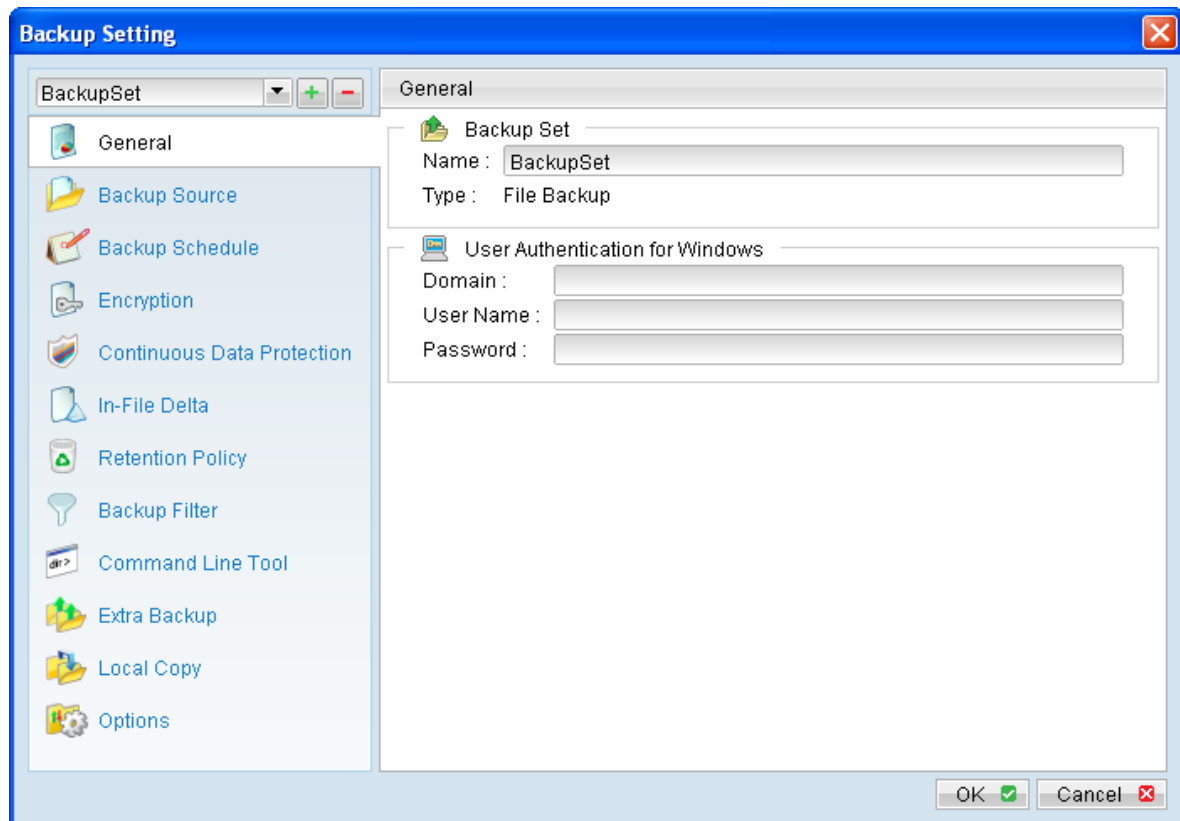 Backup Setting
BackupSet
General
Backup Source
Backup Schedule
Encryption
Continuous Data Protection
In-File Delta
Retention Policy
Backup Filter
dir>
Command Line Tool
Extra Backup
Local Copy
Options
General
Backup Set
Name : BackupSet
Type : File Backup
User Authentication for Windows
Domain :
User Name :
Password :
OK
Cancel